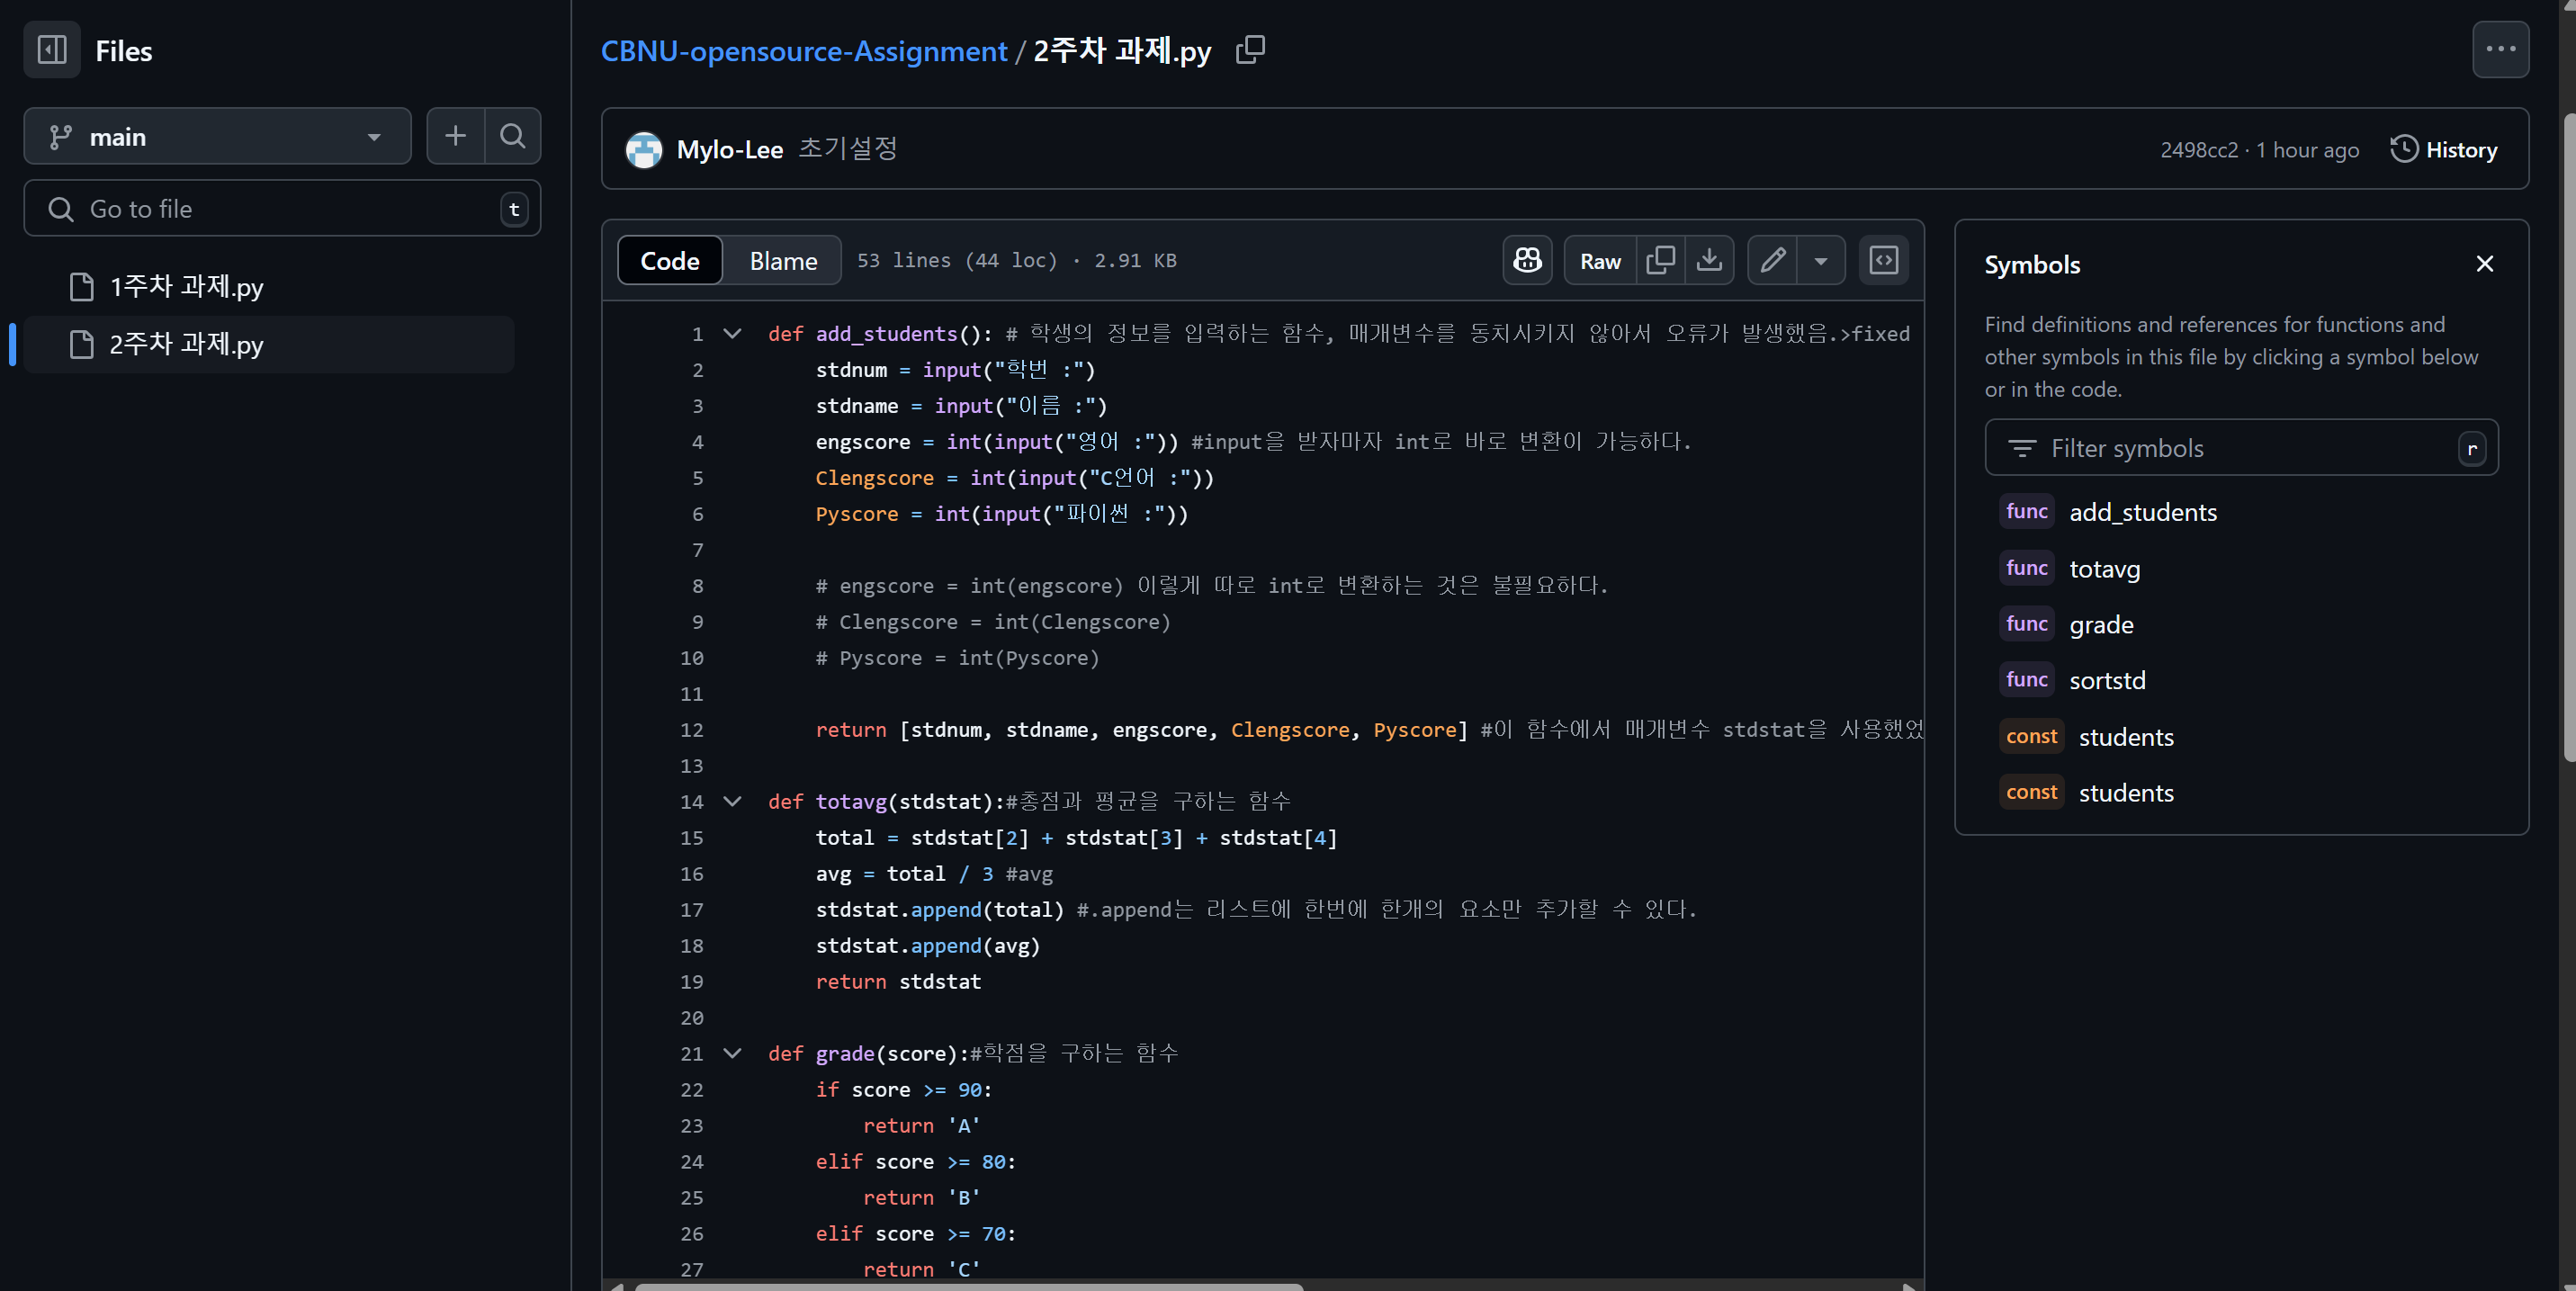 Files
main
Go to file
t
1주차 과제.py
2주차 과제.py
CBNU-opensource-Assignment / 2주차 과제.py
Mylo-Lee 초기설정
2498cc2 · 1 hour ago
History
Code
Blame
53 lines (44 loc) · 2.91 KB
Raw
1 def add_students(): # 학생의 정보를 입력하는 함수, 매개변수를 동치시키지 않아서 오류가 발생했음.>fixed
2 stdnum = input("학번 :")
3 stdname = input("이름 :")
4 engscore = int(input("영어 :")) #input을 받자마자 int로 바로 변환이 가능하다.
5 Clengscore = int(input("C언어 :"))
6 Pyscore = int(input("파이썬 :"))
7
8 # engscore = int(engscore) 이렇게 따로 int로 변환하는 것은 불필요하다.
9 # Clengscore = int(Clengscore)
10 # Pyscore = int(Pyscore)
11
12 return [stdnum, stdname, engscore, Clengscore, Pyscore] #이 함수에서 매개변수 stdstat을 사용했었
13
14 def totavg(stdstat):#총점과 평균을 구하는 함수
15 total = stdstat[2] + stdstat[3] + stdstat[4]
16 avg = total / 3 #avg
17 stdstat.append(total) #.append는 리스트에 한번에 한개의 요소만 추가할 수 있다.
18 stdstat.append(avg)
19 return stdstat
20
21 def grade(score):#학점을 구하는 함수
22 if score >= 90:
23 return 'A'
24 elif score >= 80:
25 return 'B'
26 elif score >= 70:
27 return 'C'
Symbols
Find definitions and references for functions and
other symbols in this file by clicking a symbol below
or in the code.
Filter symbols
r
func add_students
func totavg
func grade
func sortstd
const students
const students